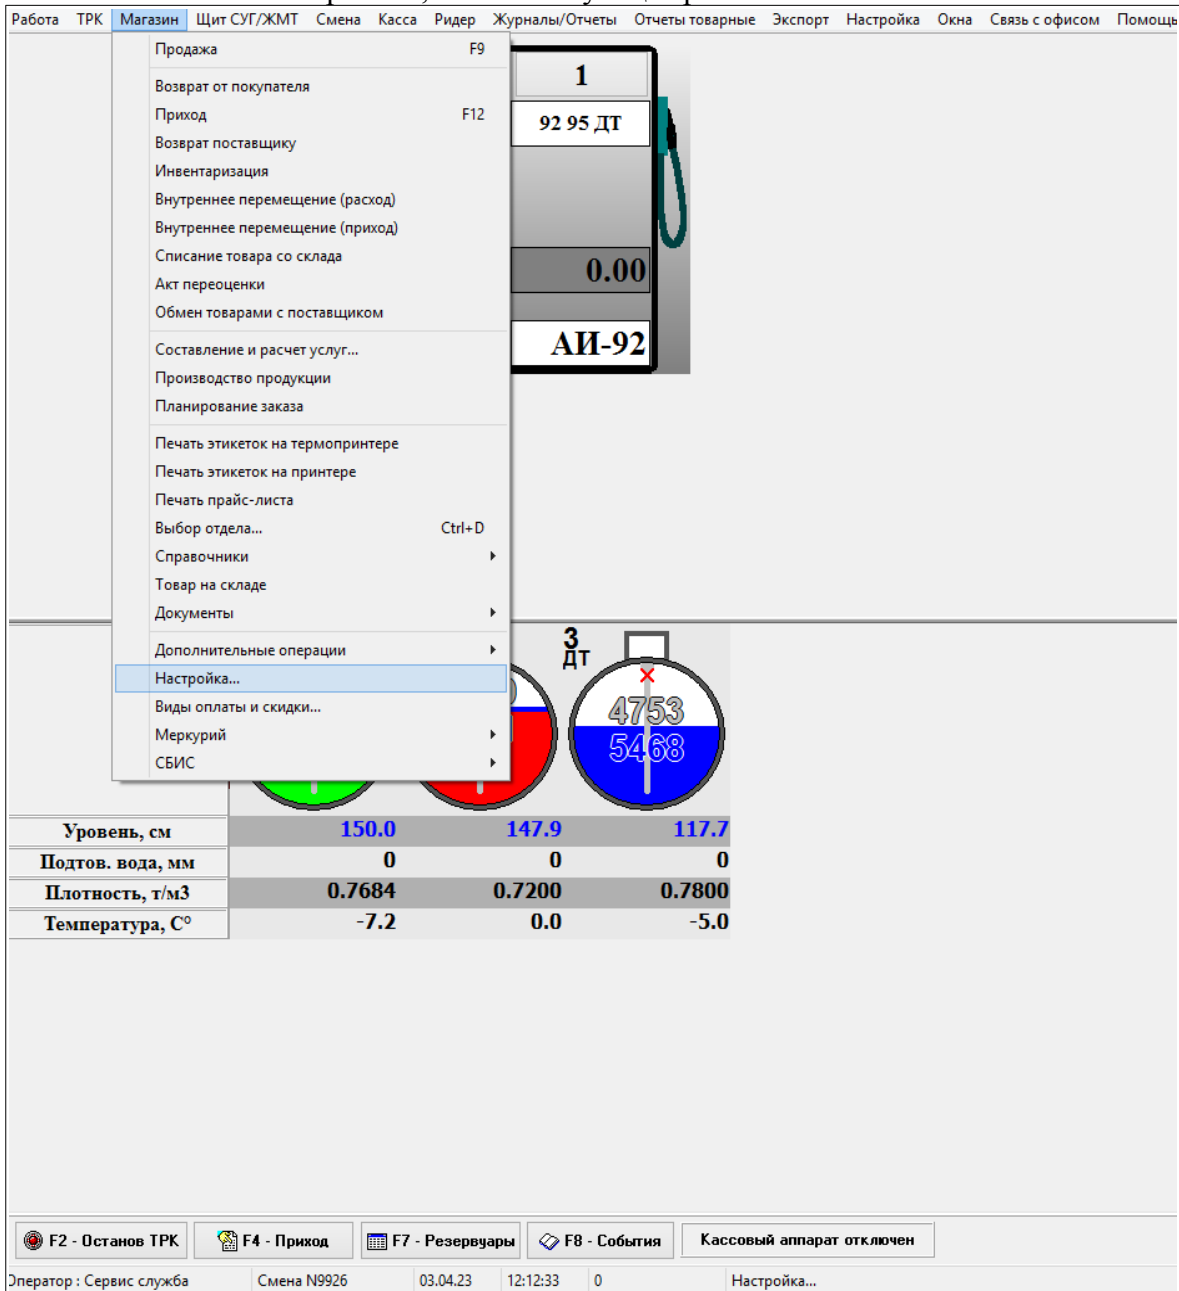 Работа ТРК Магазин Щит СУГ/ЖМТ Смена Касса Ридер Журналы/Отчеты Отчеты товарные Экспорт Настройка Окна Связь с офисом Помощь
Продажа F9
Возврат от покупателя
Приход F12
Возврат поставщику
Инвентаризация
Внутреннее перемещение (расход)
Внутреннее перемещение (приход)
Списание товара со склада
Акт переоценки
Обмен товарами с поставщиком
Составление и расчет услуг...
Производство продукции
Планирование заказа
Печать этикеток на термопринтере
Печать этикеток на принтере
Печать прайс-листа
Выбор отдела... Ctrl+D
Справочники
Товар на складе
Документы
Дополнительные операции
Настройка...
Виды оплаты и скидки...
Меркурий
СБИС
1
92 95 ДТ
0.00
АИ-92
3
ДТ
4753
5468
Уровень, см 150.0 147.9 117.7
Подтов. вода, мм 0 0 0
Плотность, т/м3 0.7684 0.7200 0.7800
Температура, C° -7.2 0.0 -5.0
F2 - Останов ТРК F4 - Приход F7 - Резервуары F8 - События Кассовый аппарат отключен
Оператор : Сервис служба Смена N9926 03.04.23 12:12:33 0 Настройка...